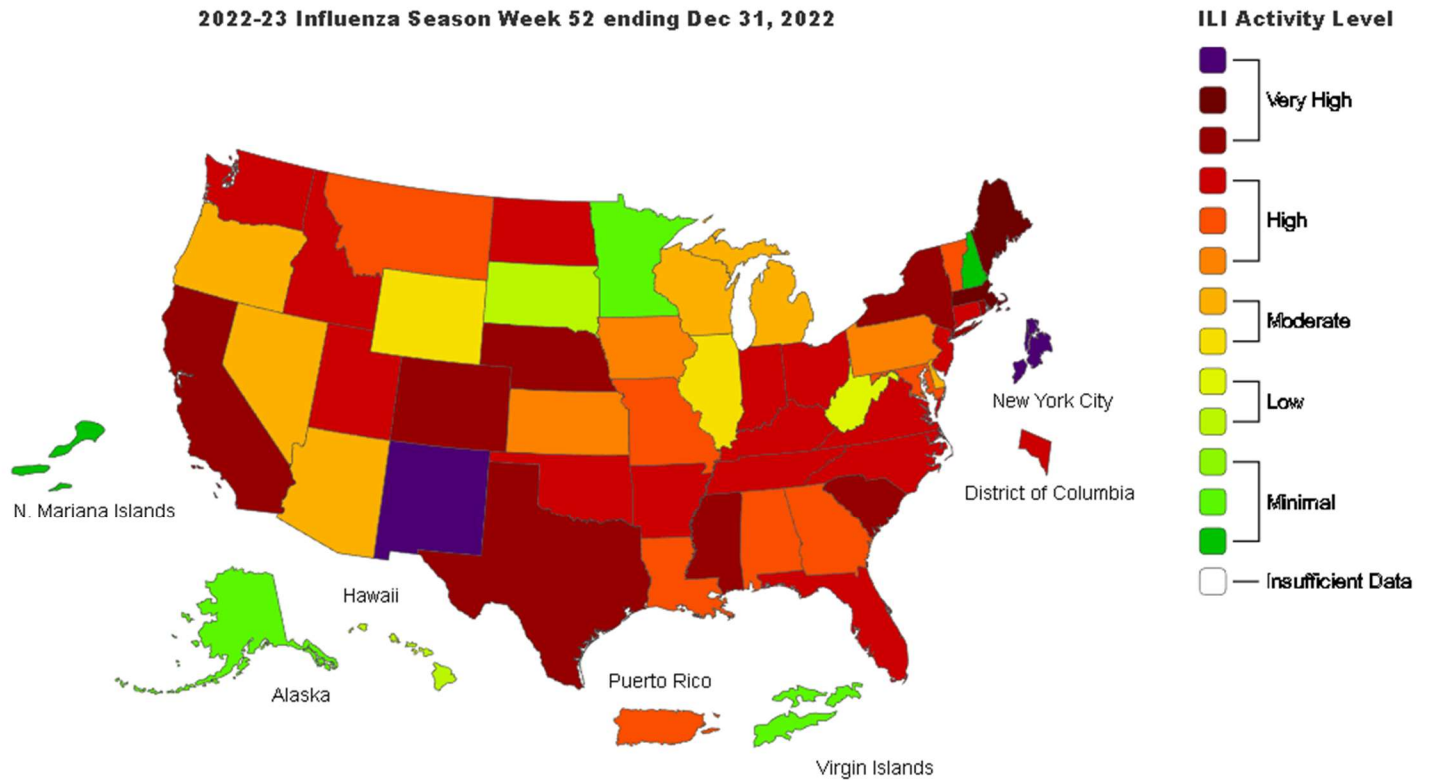 2022-23 Influenza Season Week 52 ending Dec 31, 2022
ILI Activity Level
Very High
High
Moderate
Low
Minimal
Insufficient Data
New York City
District of Columbia
N. Mariana Islands
Hawaii
Alaska
Puerto Rico
Virgin Islands